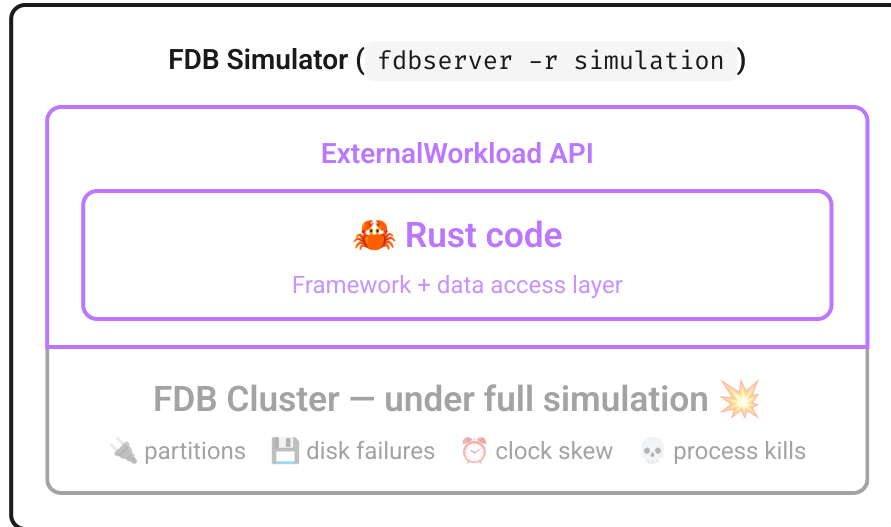 FDB Simulator ( fdbserver -r simulation )
ExternalWorkload API
🦀 Rust code
Framework + data access layer
FDB Cluster — under full simulation 💥
🔌 partitions 💾 disk failures ⏰ clock skew 💀 process kills